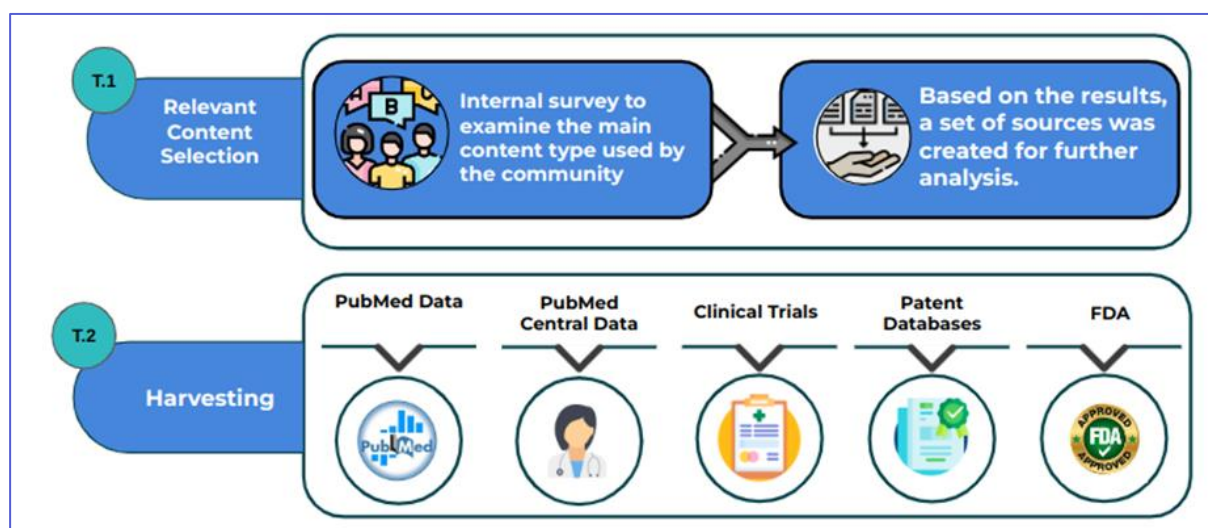 T.1
Relevant
Content
Selection
A
B
C
Internal survey to
examine the main
content type used by
the community
Based on the results,
a set of sources was
created for further
analysis.
T.2
Harvesting
PubMed Data
PubMed
Central Data
Clinical Trials
Patent
Databases
FDA
PubMed
APPROVED
FDA
APPROVED